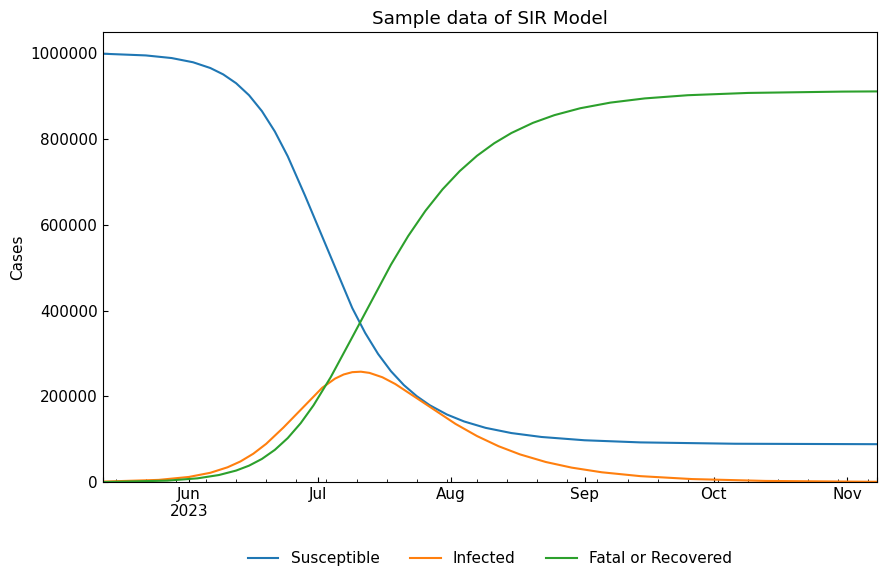 Sample data of SIR Model
1000000
800000
600000
400000
200000
0
Cases
Jun Jul Aug Sep Oct Nov
2023
Susceptible Infected Fatal or Recovered